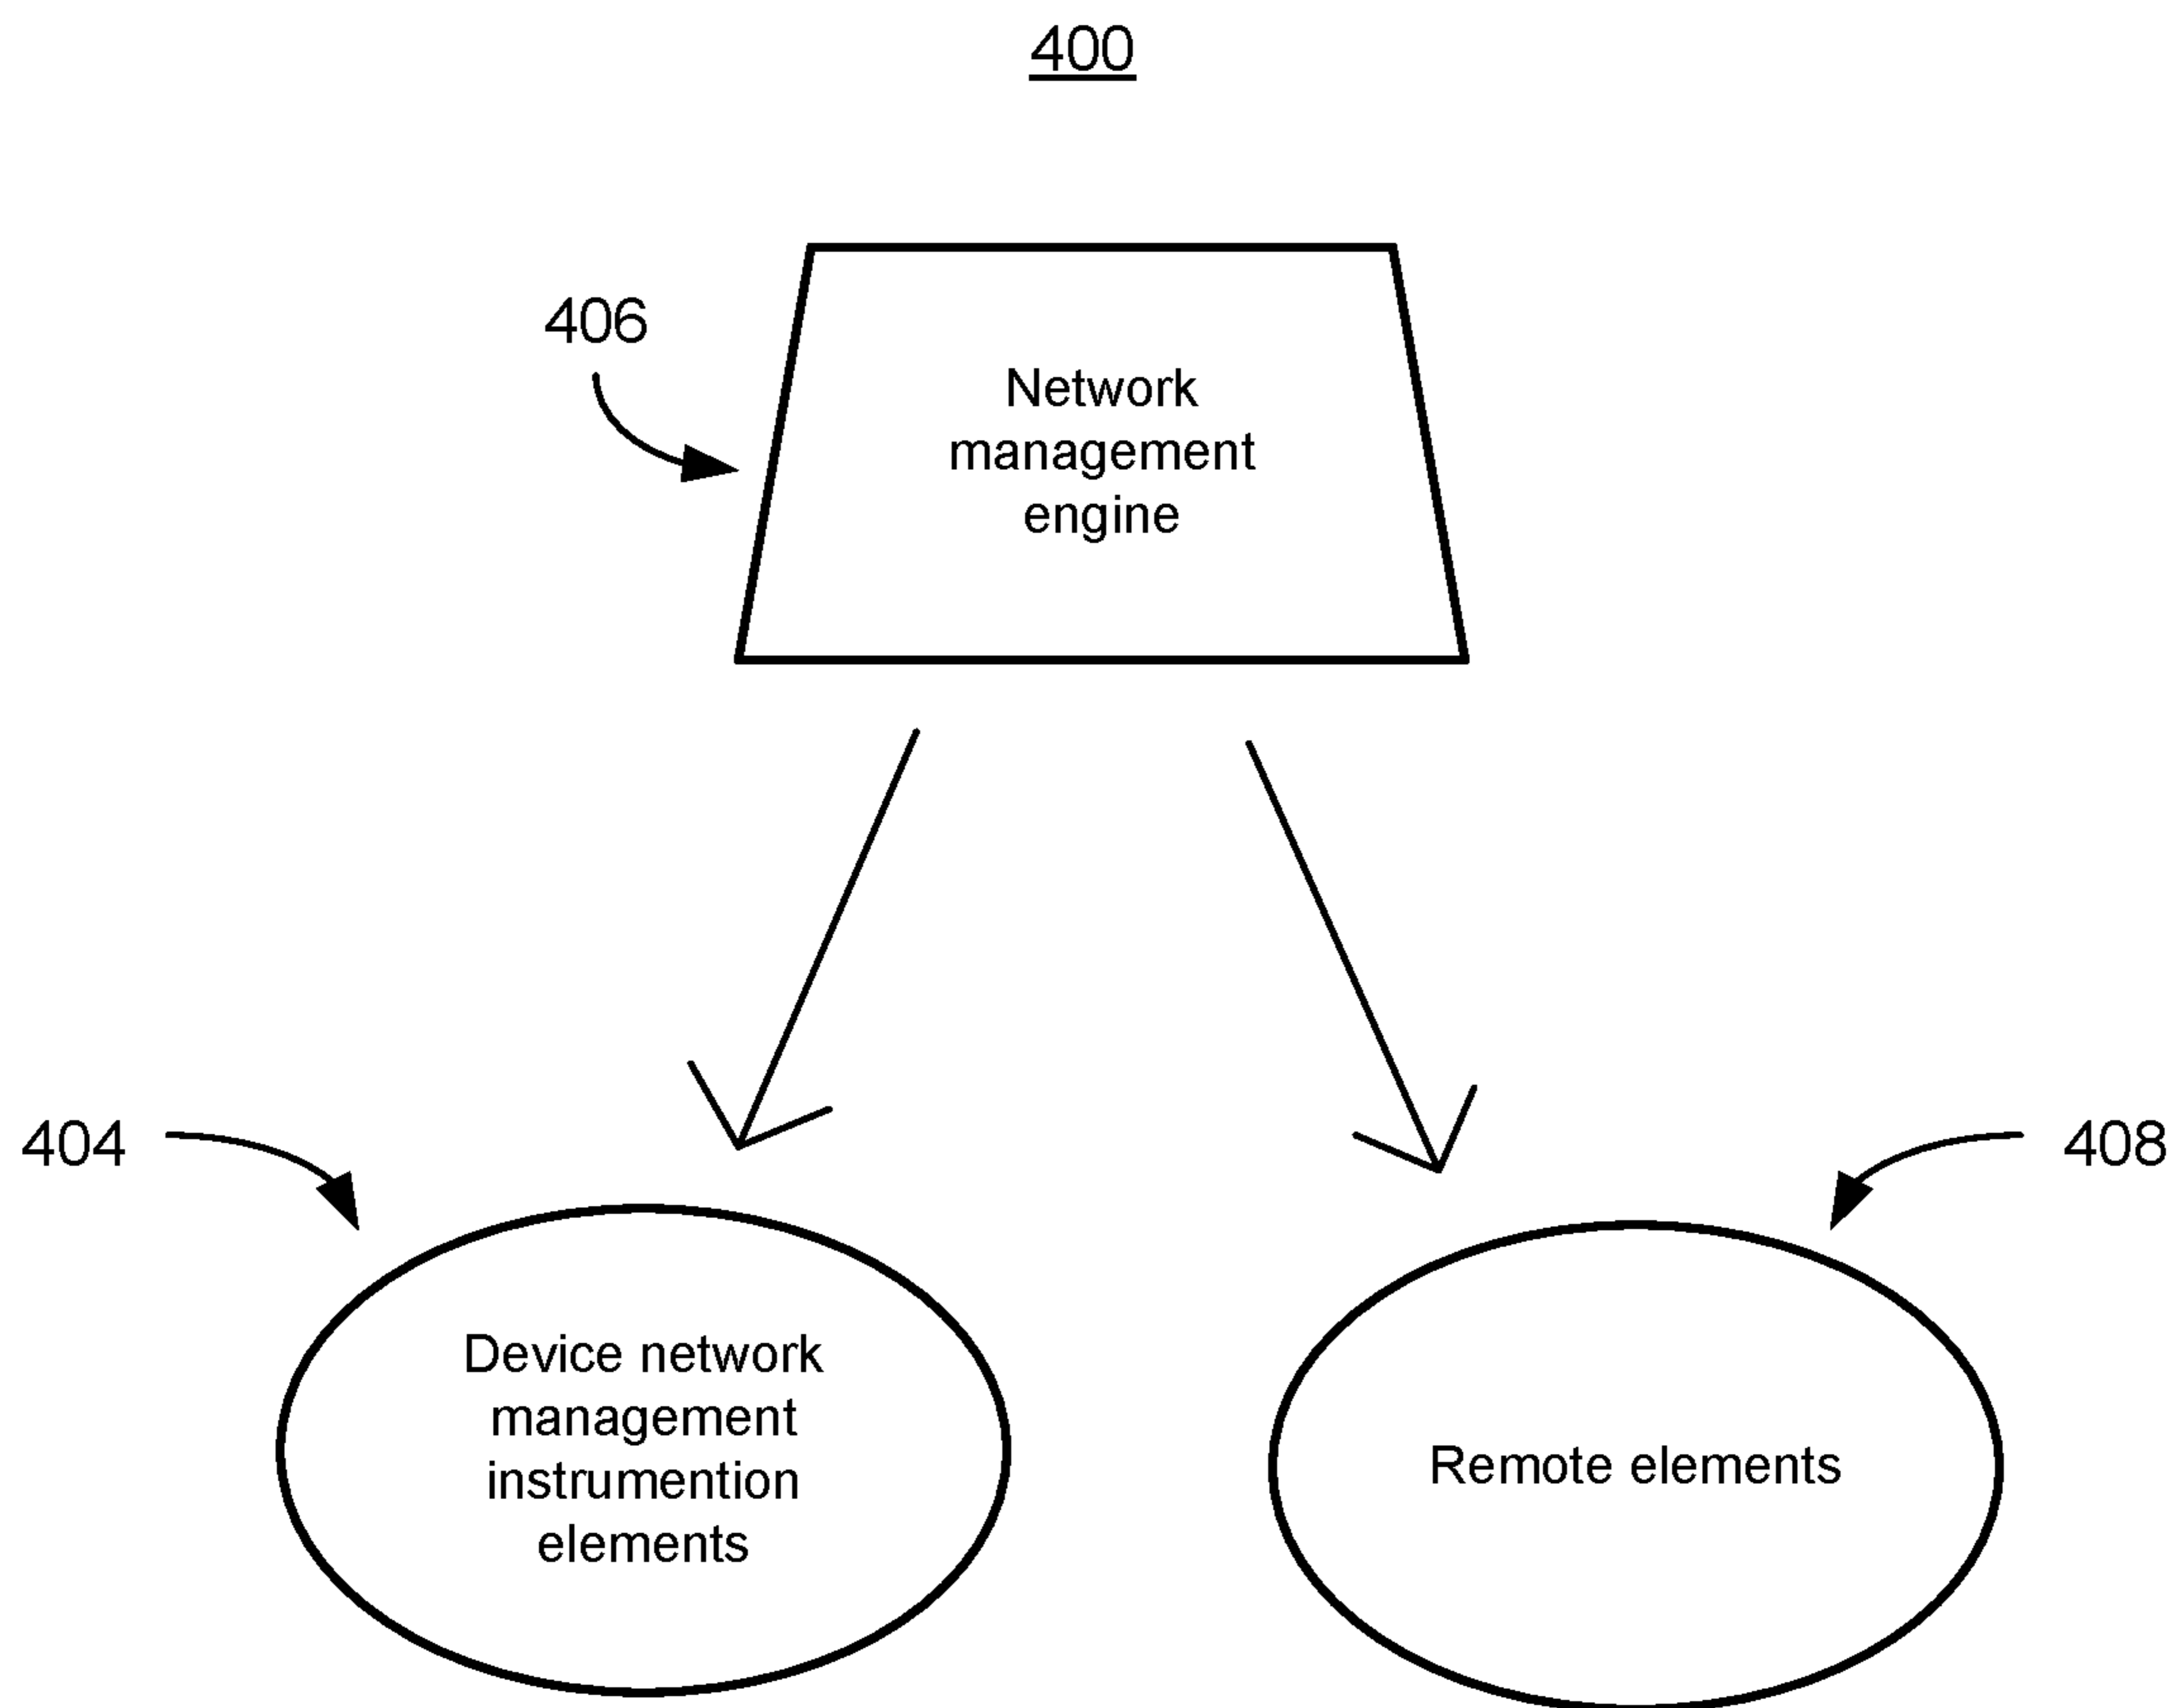 400
406
Network
management
engine
404
408
Device network
management
instrumention
elements
Remote elements